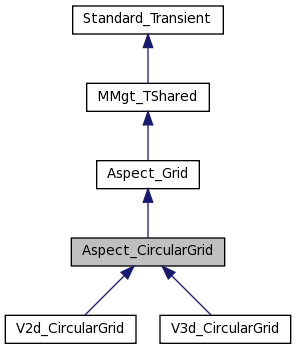 Standard_Transient
MMgt_TShared
Aspect_Grid
Aspect_CircularGrid
V2d_CircularGrid
V3d_CircularGrid